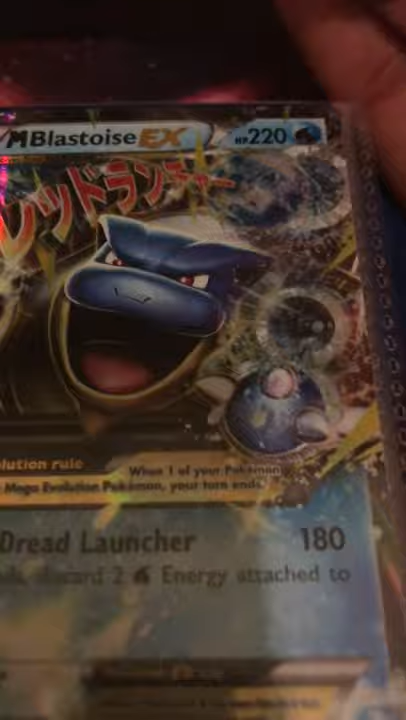 MBlastoise EX HP220
ッドランチャー
lution rule When 1 of your Pokémon
Mega Evolution Pokémon, your turn ends.
Dread Launcher 180
discard 2 Energy attached to